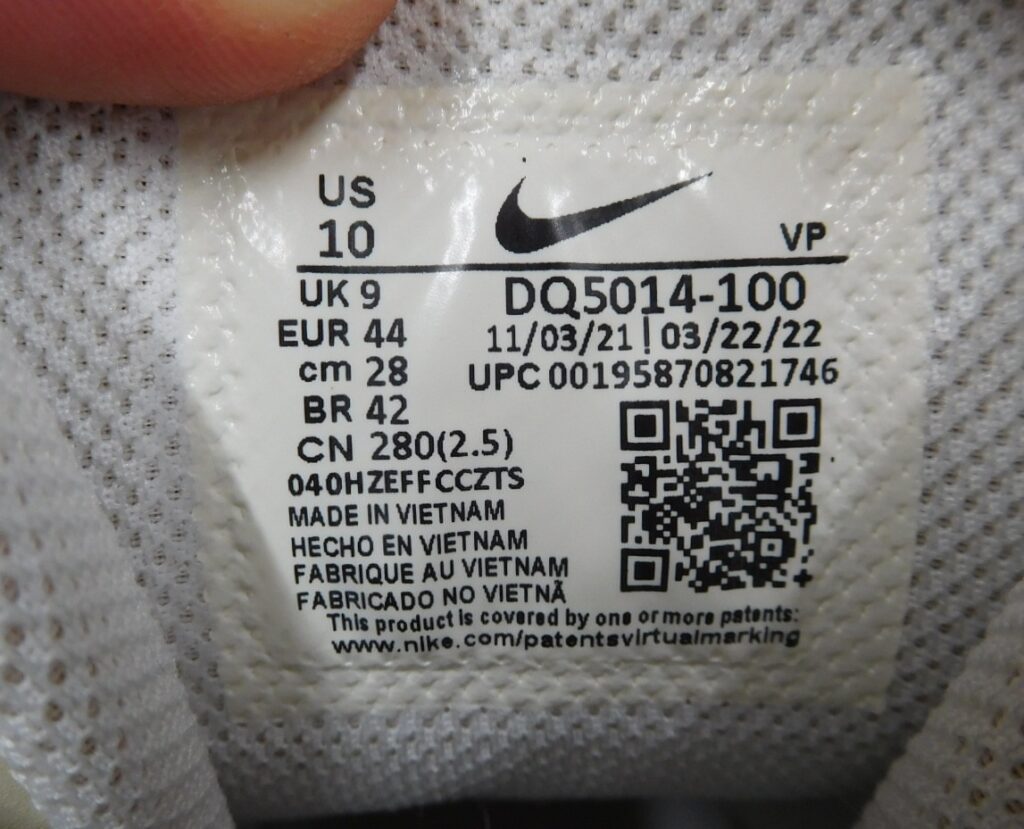 US
10
VP
UK 9
DQ5014-100
EUR 44
11/03/21 | 03/22/22
cm 28
UPC 00195870821746
BR 42
CN 280(2.5)
040HZEFFCCZTS
MADE IN VIETNAM
HECHO EN VIETNAM
FABRIQUE AU VIETNAM
FABRICADO NO VIETNÃ
This product is covered by one or more patents:
www.nike.com/patentsvirtualmarking